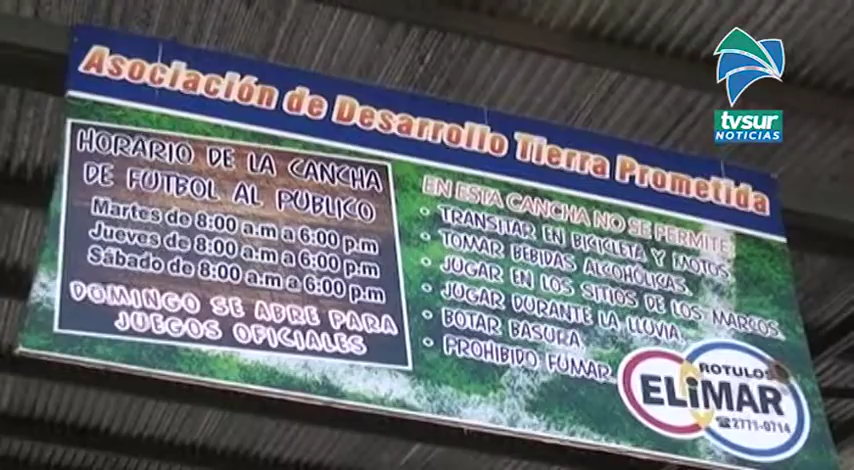 Asociación de Desarrollo Tierra Prometida
HORARIO DE LA CANCHA
DE FUTBOL AL PUBLICO
Martes de 8:00 a.m a 6:00 p.m
Jueves de 8:00 a.m a 6:00 p.m
Sábado de 8:00 a.m a 6:00 p.m
DOMINGO SE ABRE PARA
JUEGOS OFICIALES
EN ESTA CANCHA NO SE PERMITE
• TRANSITAR EN BICICLETA Y MOTOS.
• TOMAR BEBIDAS ALCOHÓLICAS.
• JUGAR EN LOS SITIOS DE LOS MARCOS
• JUGAR DURANTE LA LLUVIA.
• BOTAR BASURA.
• PROHIBIDO FUMAR.
ROTULOS
ELiMAR
☎2771-0714
tvsur
NOTICIAS